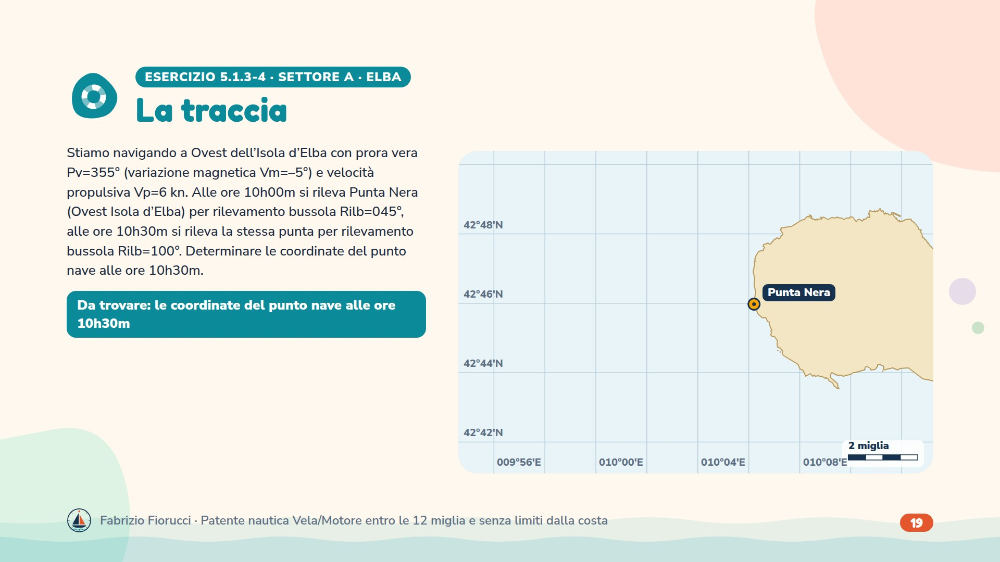 ESERCIZIO 5.1.3-4 · SETTORE A · ELBA
La traccia
Stiamo navigando a Ovest dell’Isola d’Elba con prora vera
Pv=355° (variazione magnetica Vm=–5°) e velocità
propulsiva Vp=6 kn. Alle ore 10h00m si rileva Punta Nera
(Ovest Isola d’Elba) per rilevamento bussola Rilb=045°,
alle ore 10h30m si rileva la stessa punta per rilevamento
bussola Rilb=100°. Determinare le coordinate del punto
nave alle ore 10h30m.
Da trovare: le coordinate del punto nave alle ore
10h30m
42°48'N
42°46'N
Punta Nera
42°44'N
42°42'N
2 miglia
009°56'E
010°00'E
010°04'E
010°08'E
Fabrizio Fiorucci · Patente nautica Vela/Motore entro le 12 miglia e senza limiti dalla costa
19